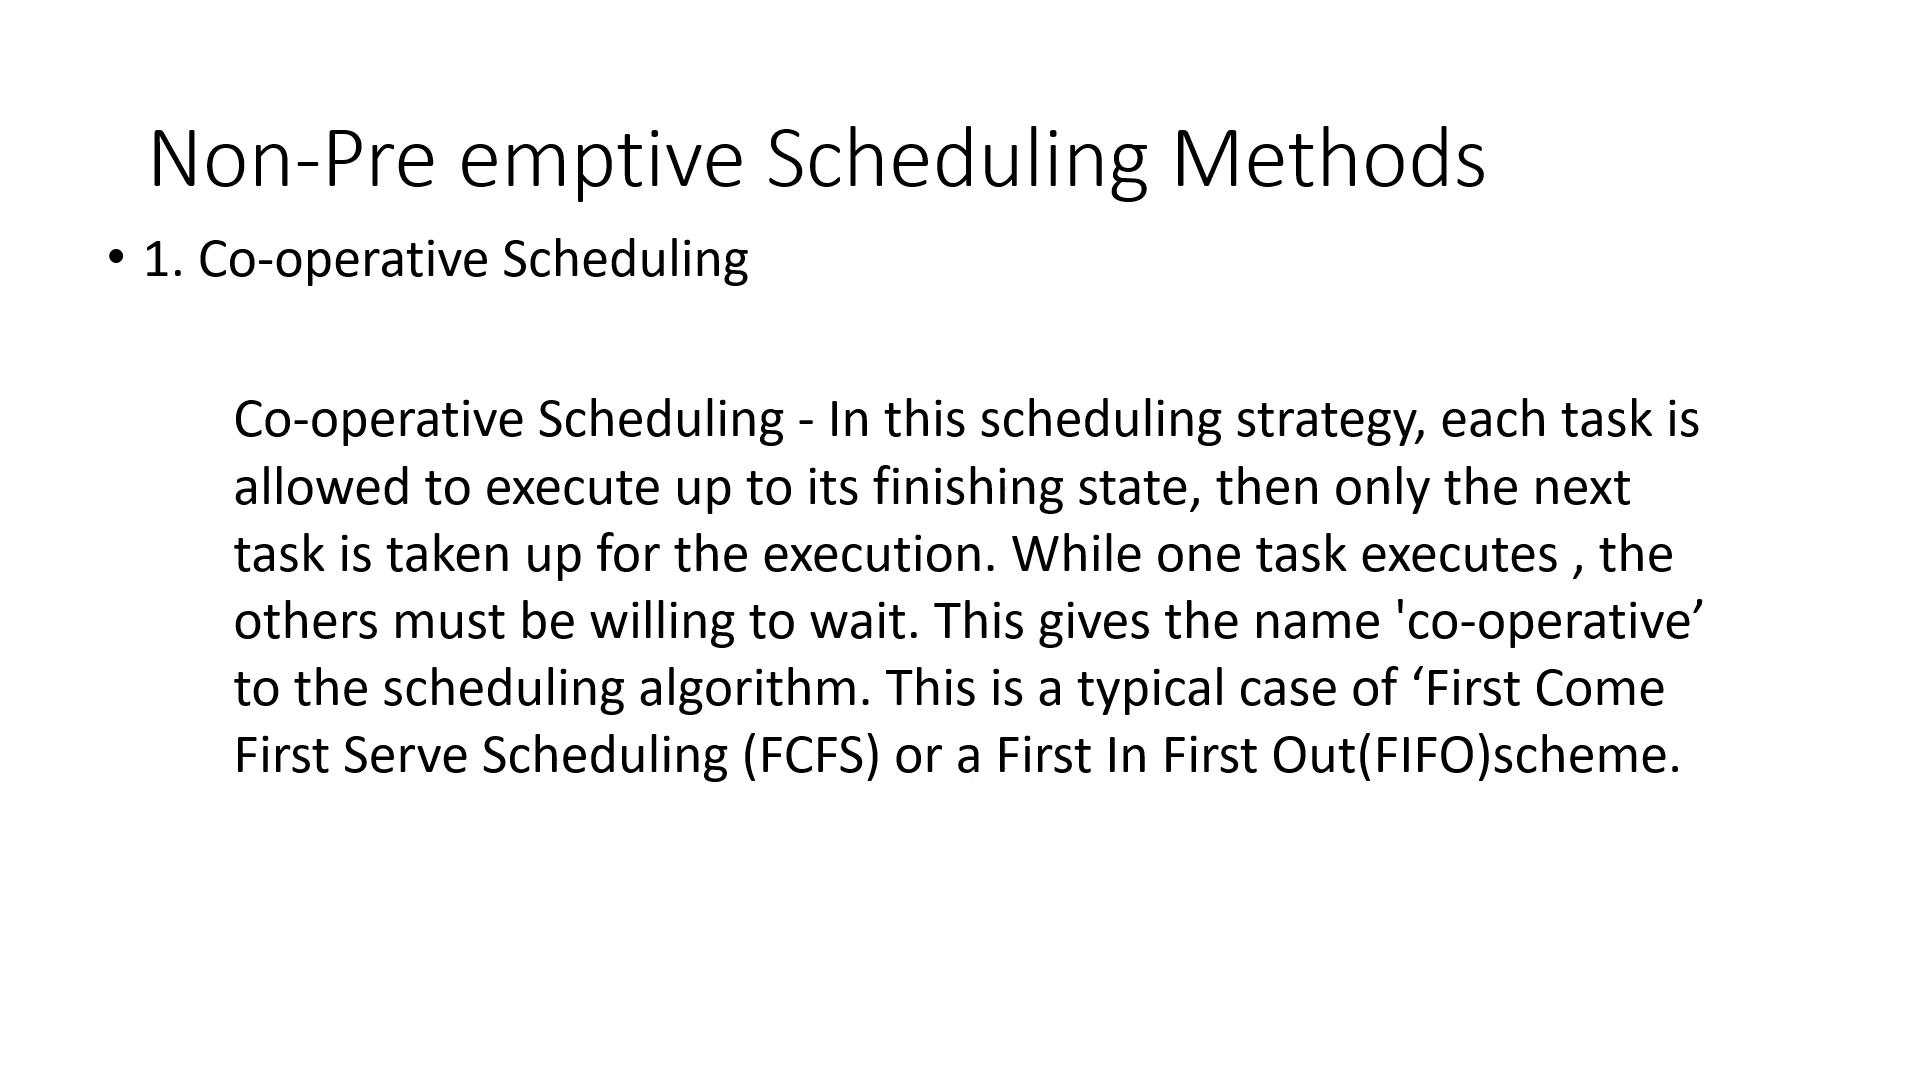 Non-Pre emptive Scheduling Methods
• 1. Co-operative Scheduling
Co-operative Scheduling - In this scheduling strategy, each task is
allowed to execute up to its finishing state, then only the next
task is taken up for the execution. While one task executes , the
others must be willing to wait. This gives the name 'co-operative’
to the scheduling algorithm. This is a typical case of ‘First Come
First Serve Scheduling (FCFS) or a First In First Out(FIFO)scheme.